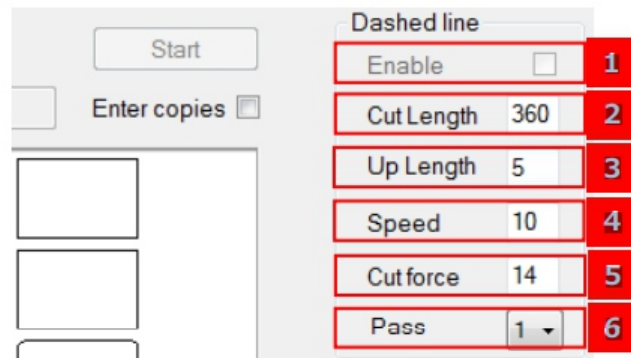 Dashed line
Start
Enable 1
Enter copies
Cut Length 360 2
Up Length 5 3
Speed 10 4
Cut force 14 5
Pass 1 6